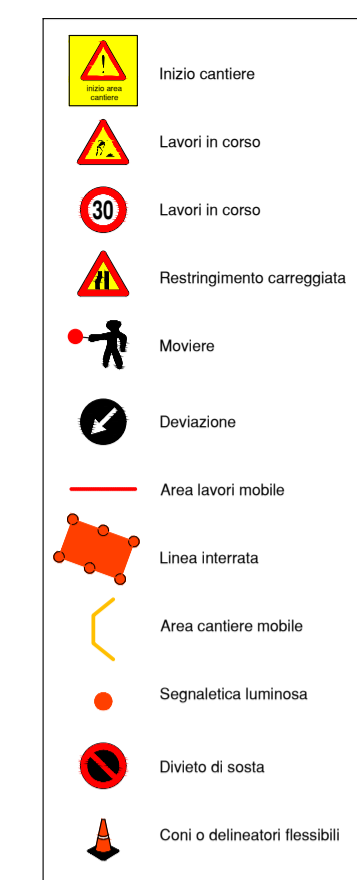 inizio area
cantiere
Inizio cantiere
Lavori in corso
30
Lavori in corso
Restringimento carreggiata
Moviere
Deviazione
Area lavori mobile
Linea interrata
Area cantiere mobile
Segnaletica luminosa
Divieto di sosta
Coni o delineatori flessibili